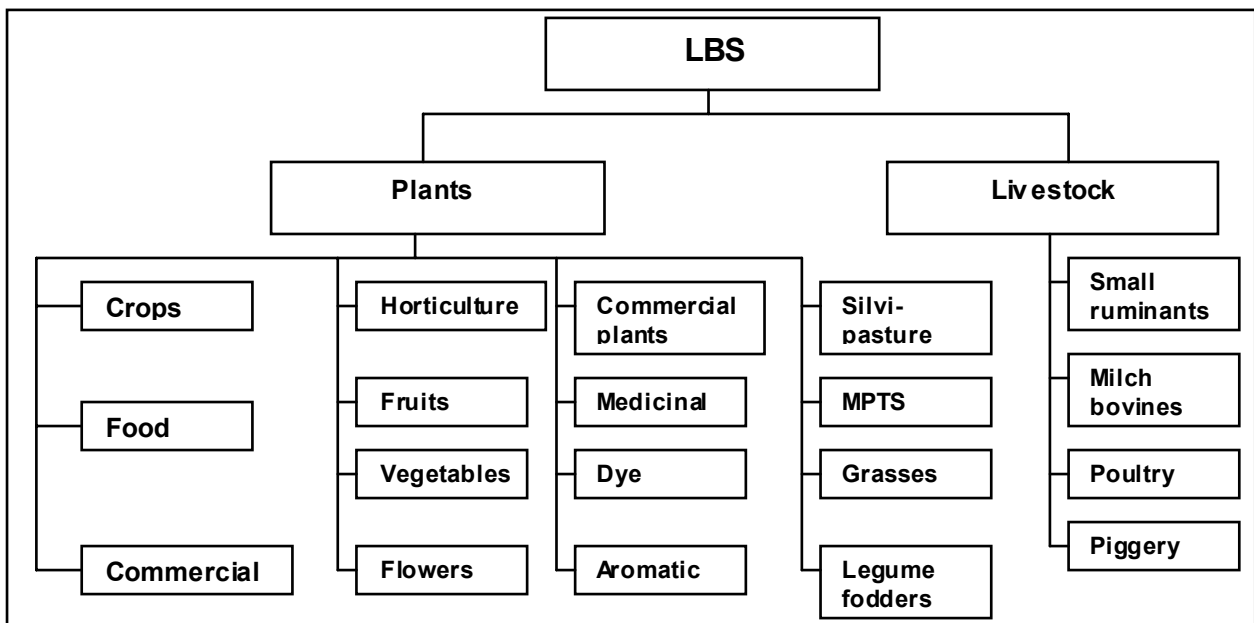 LBS
Plants
Livestock
Crops
Food
Commercial
Horticulture
Fruits
Vegetables
Flowers
Commercial
plants
Medicinal
Dye
Aromatic
Silvi-
pasture
MPTS
Grasses
Legume
fodders
Small
ruminants
Milch
bovines
Poultry
Piggery